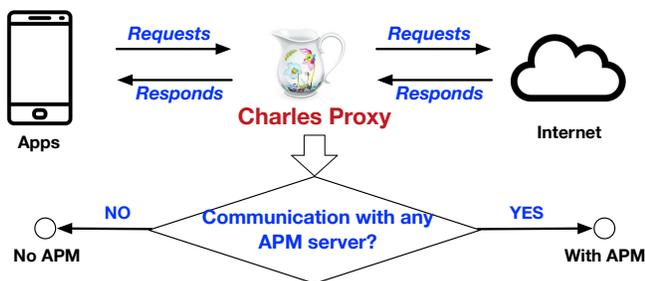 Requests
Requests
Responds
Responds
Charles Proxy
Apps
Internet
NO
Communication with any
APM server?
YES
No APM
With APM